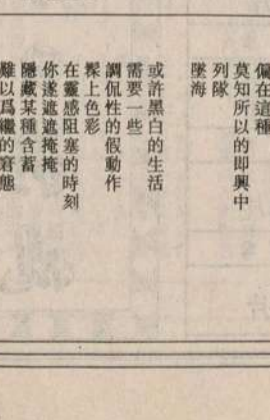 偏在這種
莫知所以的即興中
列隊
墜海
或許黑白的生活
需要一些
調侃性的假動作
髹上色彩
在靈感阻塞的時刻
你遂遮遮掩掩
隱藏某種含蓄
難以爲繼的窘態